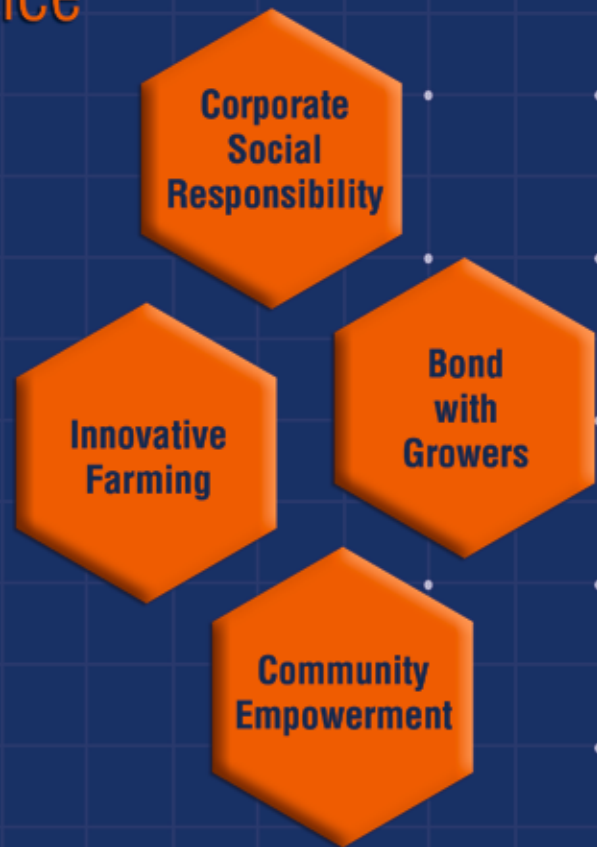 Corporate
Social
Responsibility
Bond
with
Growers
Innovative
Farming
Community
Empowerment